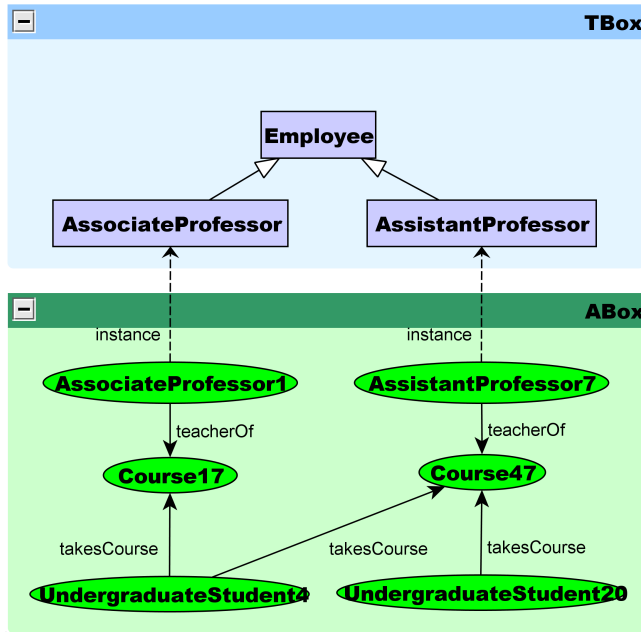 TBox
Employee
AssociateProfessor
AssistantProfessor
ABox
instance
instance
AssociateProfessor1
AssistantProfessor7
teacherOf
teacherOf
Course17
Course47
takesCourse
takesCourse
takesCourse
UndergraduateStudent4
UndergraduateStudent20